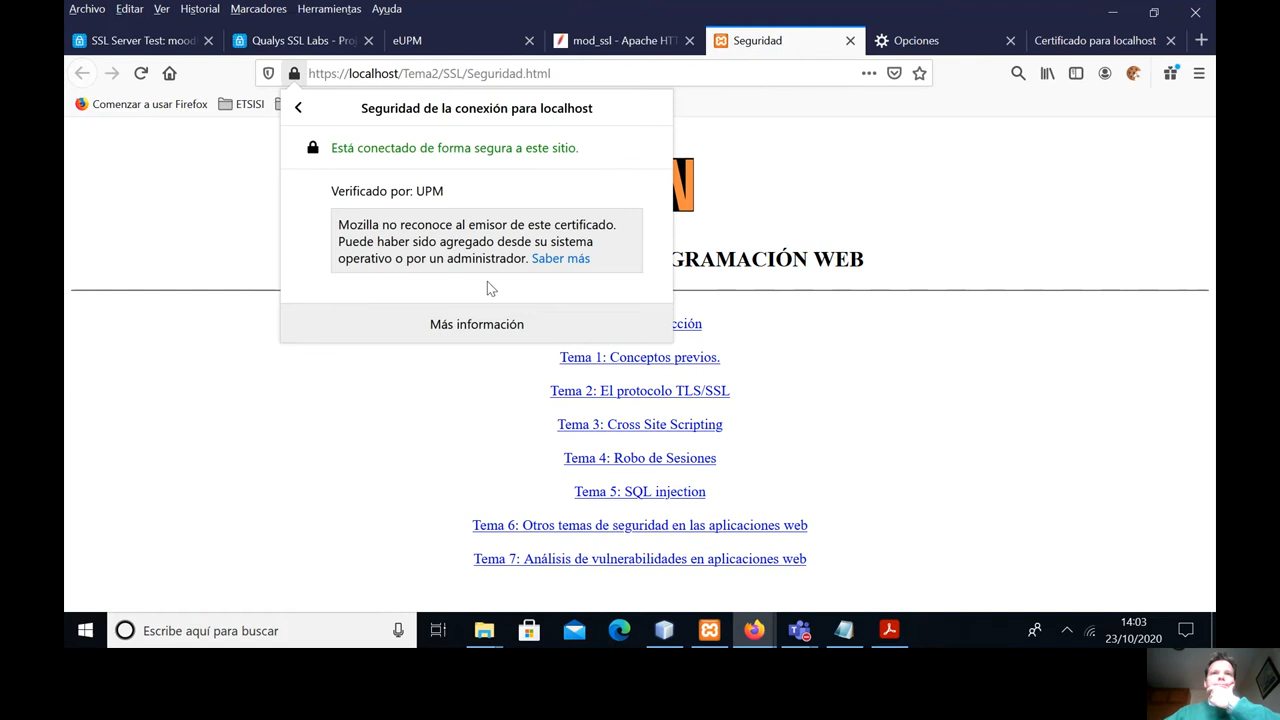 Archivo Editar Ver Historial Marcadores Herramientas Ayuda
SSL Server Test: mood
Qualys SSL Labs - Proj
eUPM
mod_ssl - Apache HTT
Seguridad
Opciones
Certificado para localhost
https://localhost/Tema2/SSL/Seguridad.html
Comenzar a usar Firefox
ETSISI
Seguridad de la conexión para localhost
Está conectado de forma segura a este sitio.
Verificado por: UPM
Mozilla no reconoce al emisor de este certificado.
Puede haber sido agregado desde su sistema
operativo o por un administrador. Saber más
Más información
N
GRAMACIÓN WEB
cción
Tema 1: Conceptos previos.
Tema 2: El protocolo TLS/SSL
Tema 3: Cross Site Scripting
Tema 4: Robo de Sesiones
Tema 5: SQL injection
Tema 6: Otros temas de seguridad en las aplicaciones web
Tema 7: Análisis de vulnerabilidades en aplicaciones web
Escribe aquí para buscar
14:03
23/10/2020